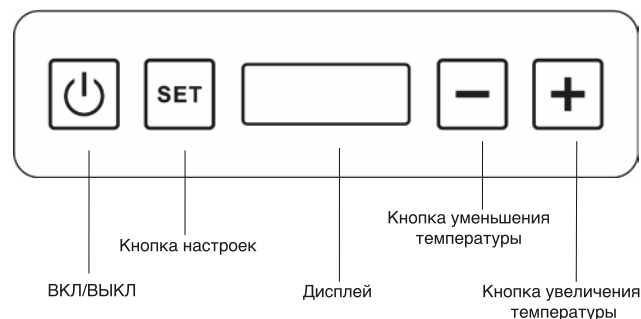 SET
Кнопка уменьшения
температуры
Кнопка настроек
ВКЛ/ВЫКЛ
Дисплей
Кнопка увеличения
температуры